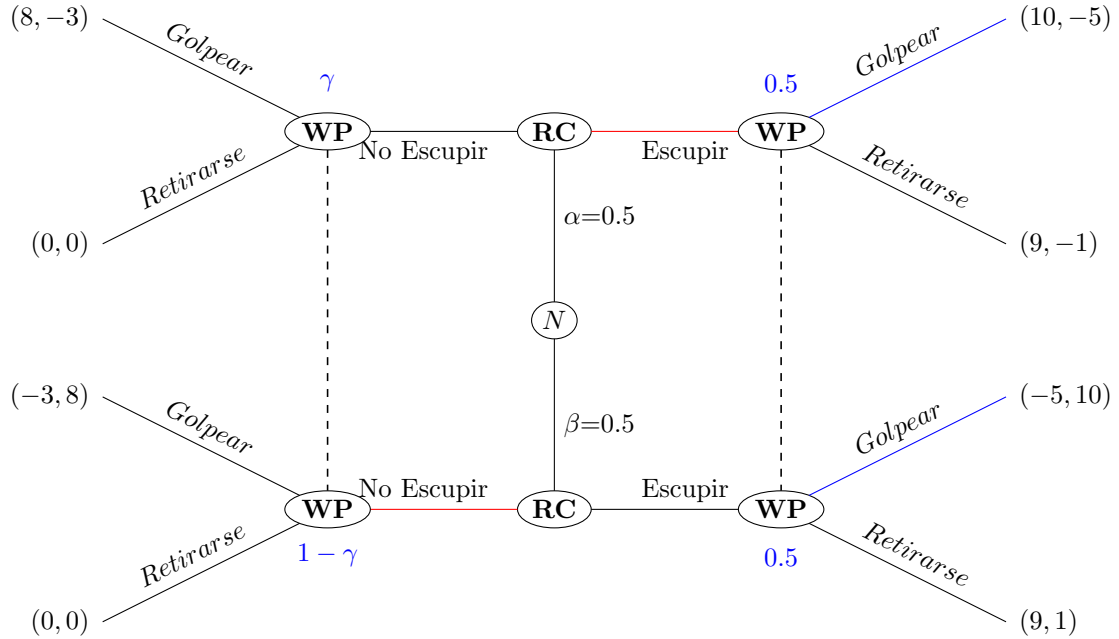 (8, −3)
(10, −5)
Golpear
Golpear
γ
0.5
WP
RC
WP
No Escupir
Escupir
Retirarse
Retirarse
α=0.5
(0, 0)
(9, −1)
N
(−3, 8)
(−5, 10)
Golpear
β=0.5
Golpear
No Escupir
Escupir
WP
RC
WP
Retirarse
1 − γ
0.5
Retirarse
(0, 0)
(9, 1)